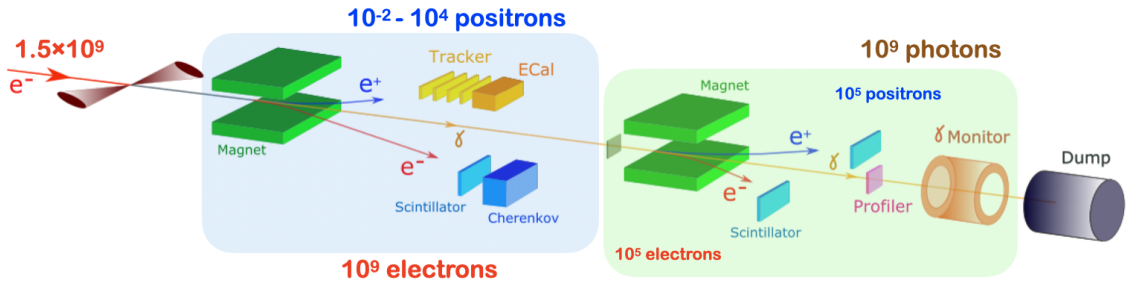 10⁻² - 10⁴ positrons
1.5×10⁹
e⁻
Tracker
ECal
e⁺
Magnet
γ
e⁻
Scintillator
Cherenkov
10⁹ electrons
10⁹ photons
Magnet
10⁵ positrons
e⁺
γ
γ Monitor
Dump
e⁻
Profiler
Scintillator
10⁵ electrons